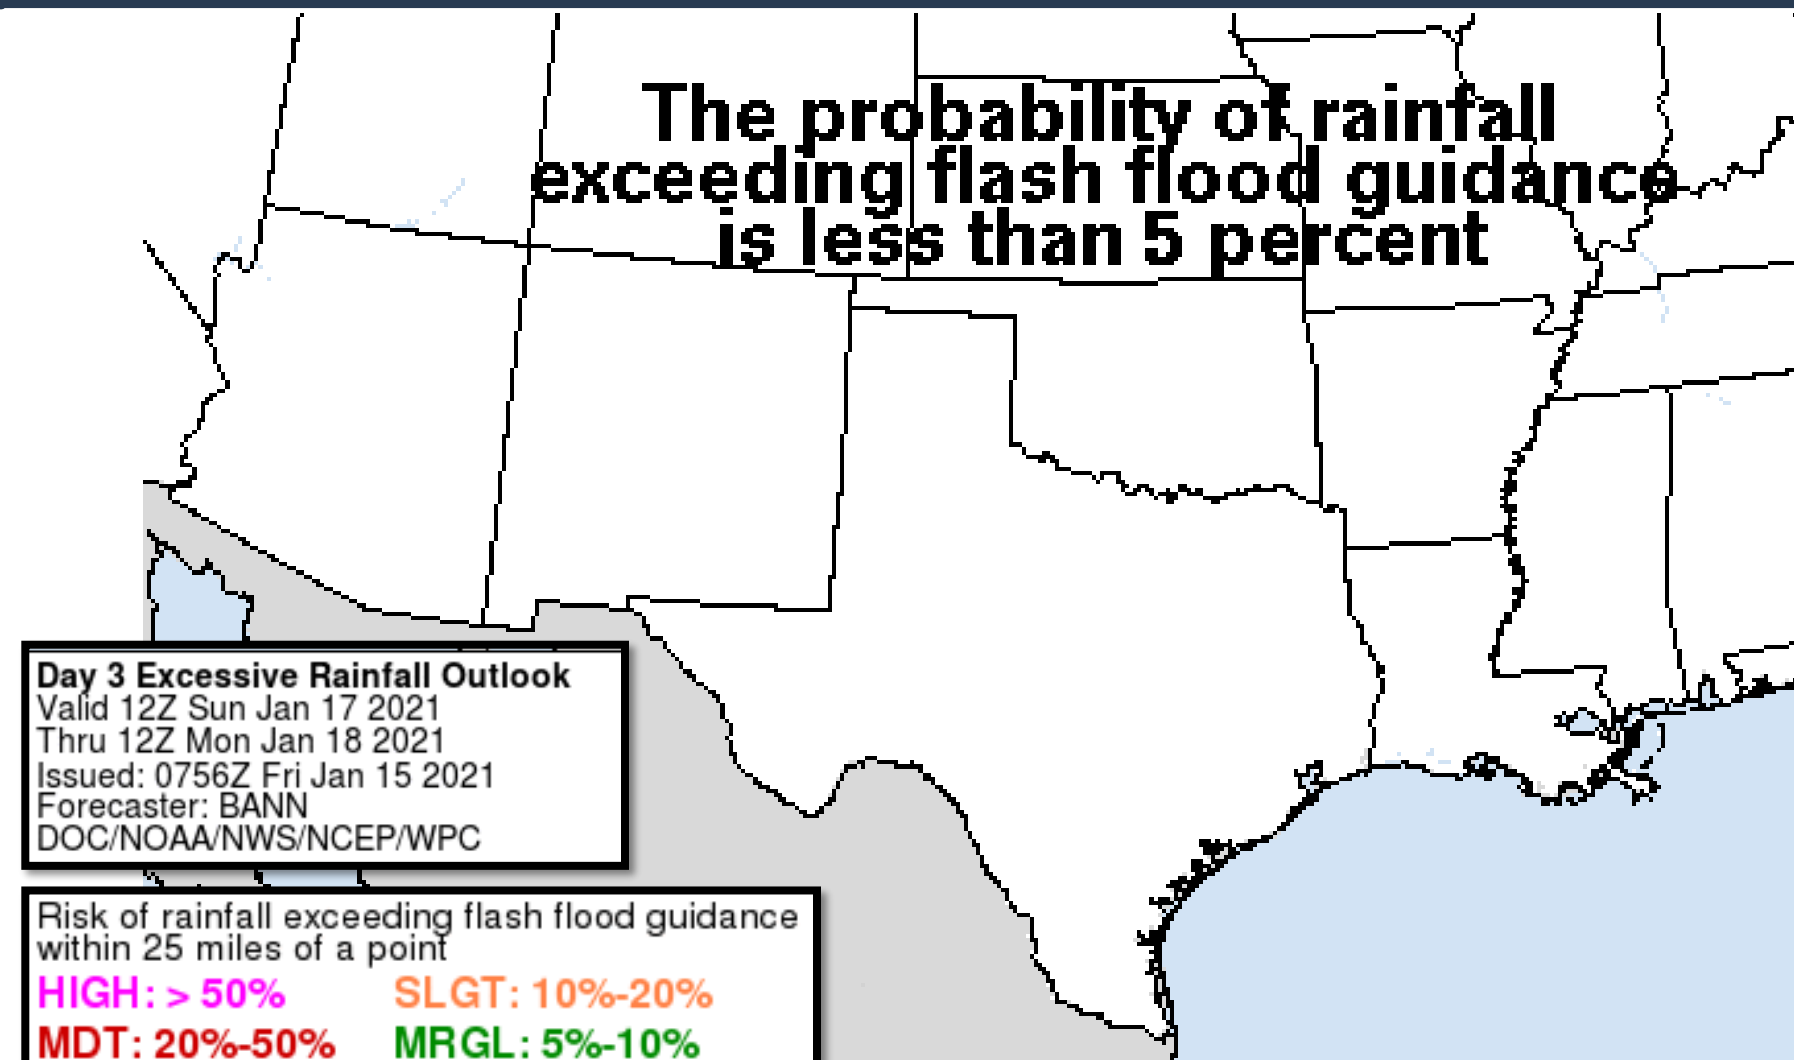 The probability of rainfall
exceeding flash flood guidance
is less than 5 percent
Day 3 Excessive Rainfall Outlook
Valid 12Z Sun Jan 17 2021
Thru 12Z Mon Jan 18 2021
Issued: 0756Z Fri Jan 15 2021
Forecaster: BANN
DOC/NOAA/NWS/NCEP/WPC
Risk of rainfall exceeding flash flood guidance
within 25 miles of a point
HIGH: > 50% SLGT: 10%-20%
MDT: 20%-50% MRGL: 5%-10%